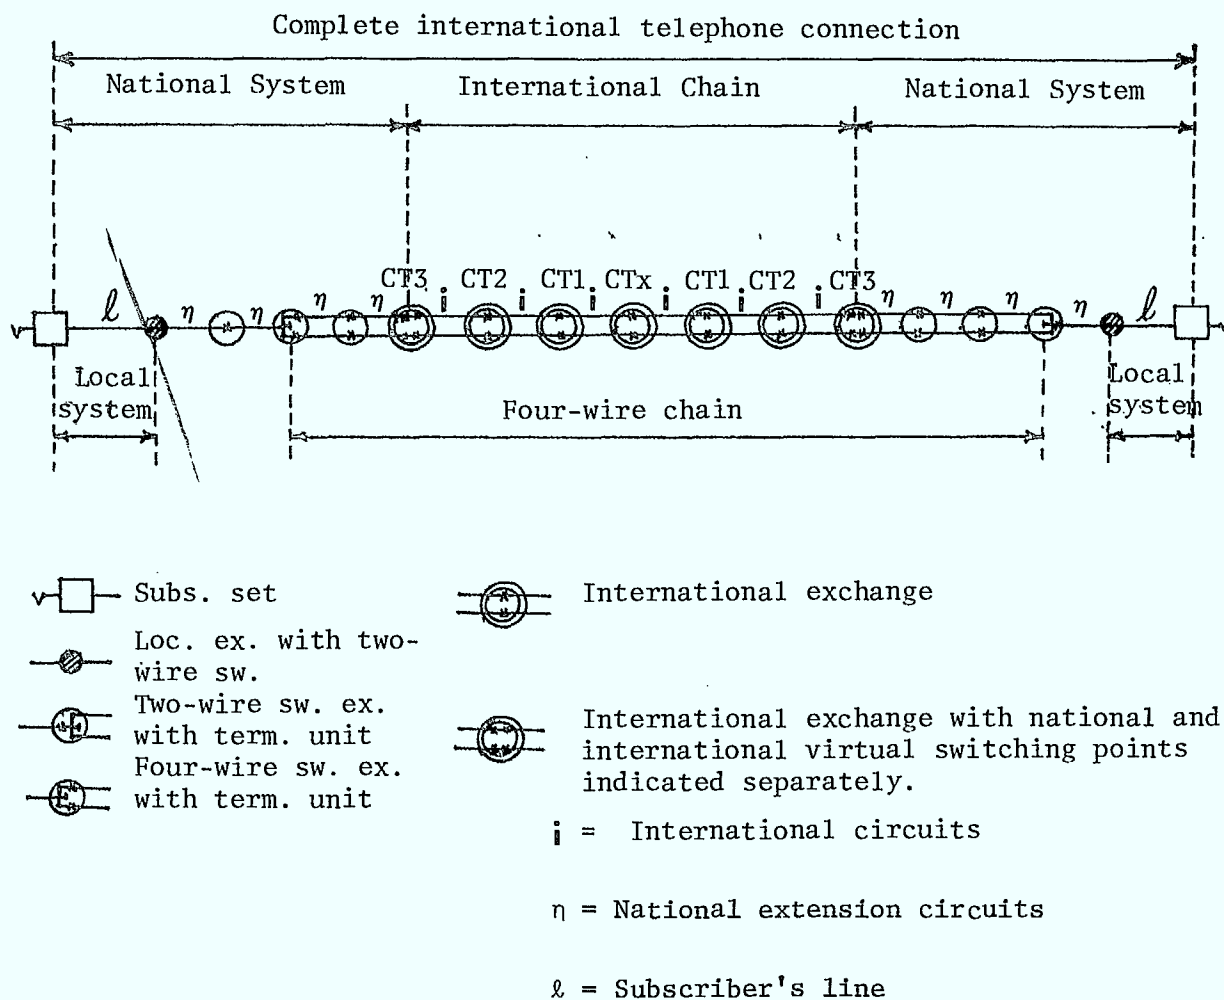 Complete international telephone connection
National System International Chain National System
CT3 CT2 CT1 CTx CT1 CT2 CT3
i i i i i i
ℓ η η η η η η η η ℓ
Local system
Four-wire chain
Local system
Subs. set
Loc. ex. with two-
wire sw.
Two-wire sw. ex.
with term. unit
Four-wire sw. ex.
with term. unit
International exchange
International exchange with national and
international virtual switching points
indicated separately.
i = International circuits
η = National extension circuits
ℓ = Subscriber's line